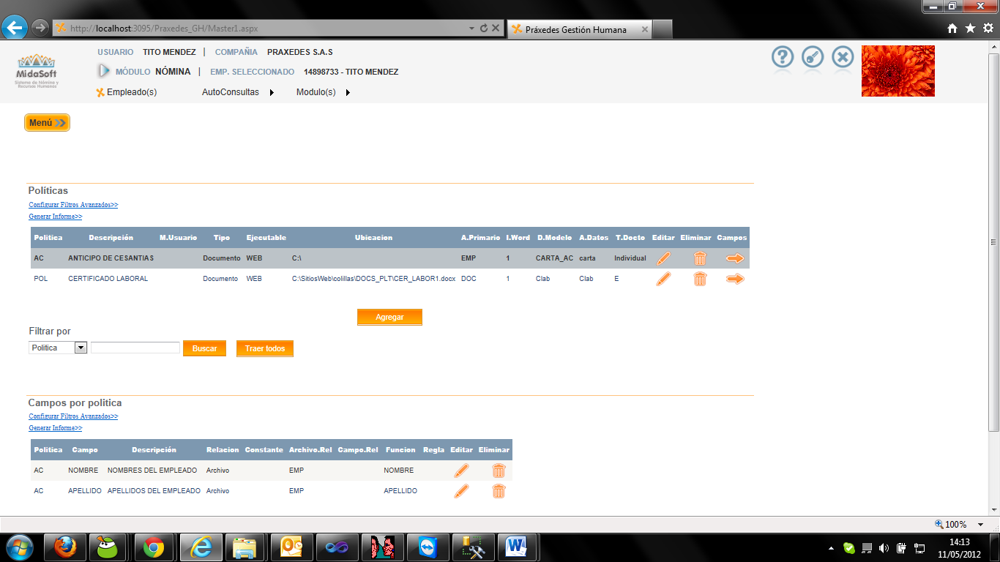 http://localhost:3095/Praxedes_GH/Master1.aspx
Práxedes Gestión Humana
MidaSoft
Sistema de Nómina y
Recursos Humanos
USUARIO TITO MENDEZ | COMPAÑIA PRAXEDES S.A.S
MÓDULO NÓMINA | EMP. SELECCIONADO 14898733 - TITO MENDEZ
Empleado(s) AutoConsultas Modulo(s)
Menú
Políticas
Configurar Filtros Avanzados>>
Generar Informe>>
Politica Descripción M.Usuario Tipo Ejecutable Ubicacion A.Primario I.Word D.Modelo A.Datos T.Docto Editar Eliminar Campos
AC ANTICIPO DE CESANTIAS Documento WEB C:\ EMP 1 CARTA_AC carta Individual
POL CERTIFICADO LABORAL Documento WEB C:\SitiosWeb\colillas\DOCS_PLT\CER_LABOR1.docx DOC 1 Clab Clab E
Agregar
Filtrar por
Politica Buscar Traer todos
Campos por politica
Configurar Filtros Avanzados>>
Generar Informe>>
Politica Campo Descripción Relacion Constante Archivo.Rel Campo.Rel Funcion Regla Editar Eliminar
AC NOMBRE NOMBRES DEL EMPLEADO Archivo EMP NOMBRE
AC APELLIDO APELLIDOS DEL EMPLEADO Archivo EMP APELLIDO
100%
14:13
11/05/2012